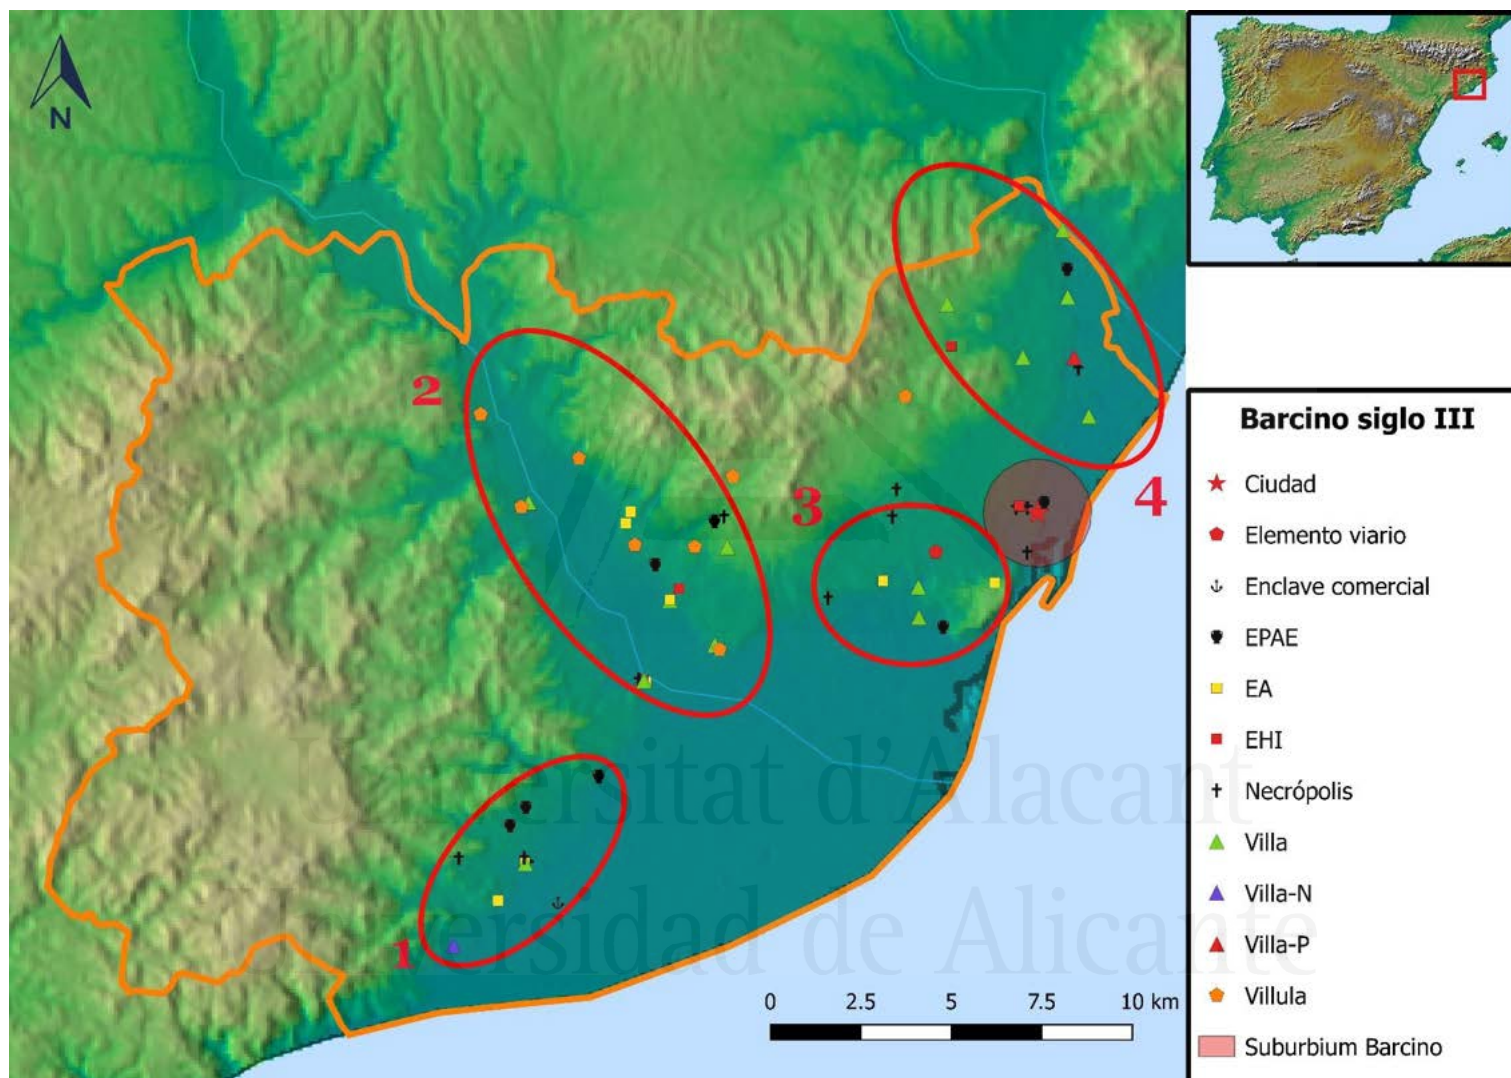 N
2
3
4
1
0 2.5 5 7.5 10 km
Barcino siglo III
Ciudad
Elemento viario
Enclave comercial
EPAE
EA
EHI
Necrópolis
Villa
Villa-N
Villa-P
Villula
Suburbium Barcino
Universitat d'Alacant
Universidad de Alicante